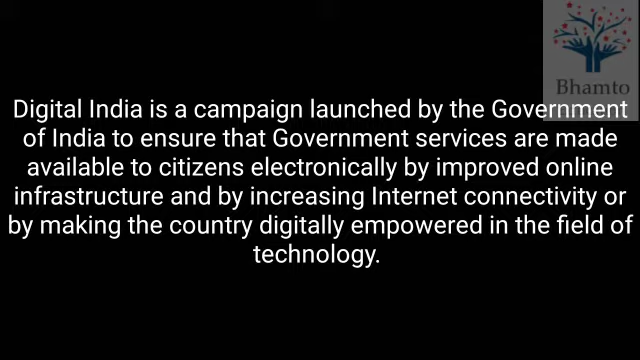 Bhamto
Digital India is a campaign launched by the Government
of India to ensure that Government services are made
available to citizens electronically by improved online
infrastructure and by increasing Internet connectivity or
by making the country digitally empowered in the field of
technology.